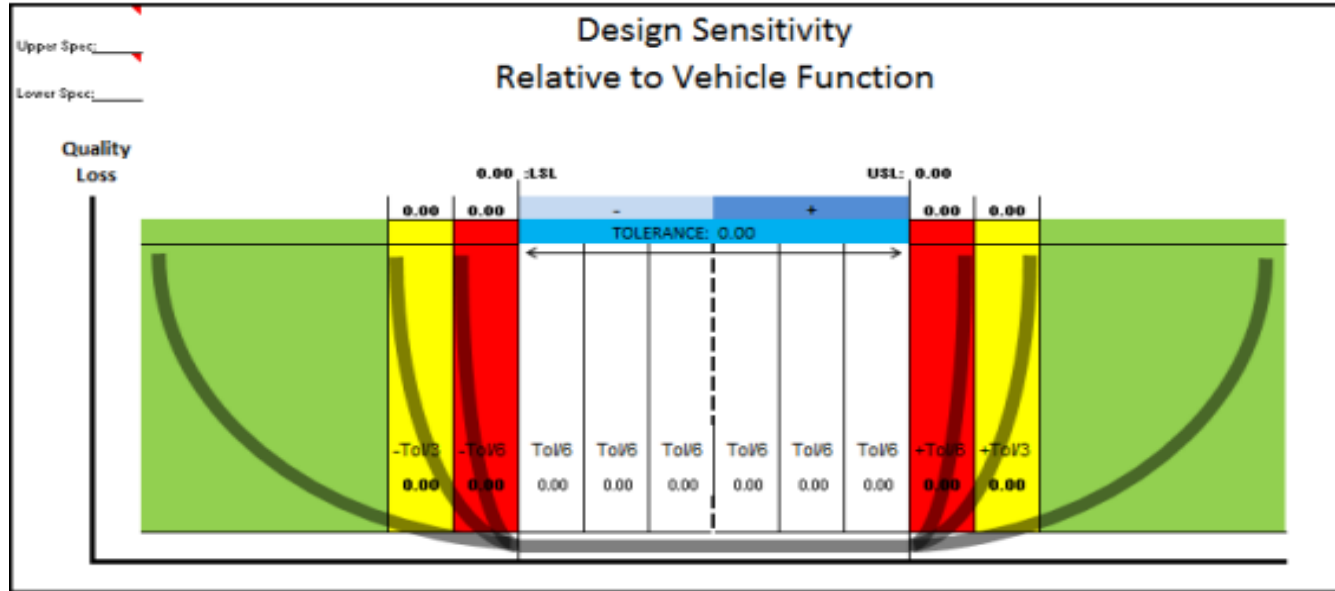 Design Sensitivity
Relative to Vehicle Function
Upper Spec:______
Lower Spec:______
Quality
Loss
0.00 :LSL USL: 0.00
0.00 0.00 - + 0.00 0.00
TOLERANCE: 0.00
-Tol/3 -Tol/6 Tol/6 Tol/6 Tol/6 Tol/6 Tol/6 Tol/6 +Tol/6 +Tol/3
0.00 0.00 0.00 0.00 0.00 0.00 0.00 0.00 0.00 0.00